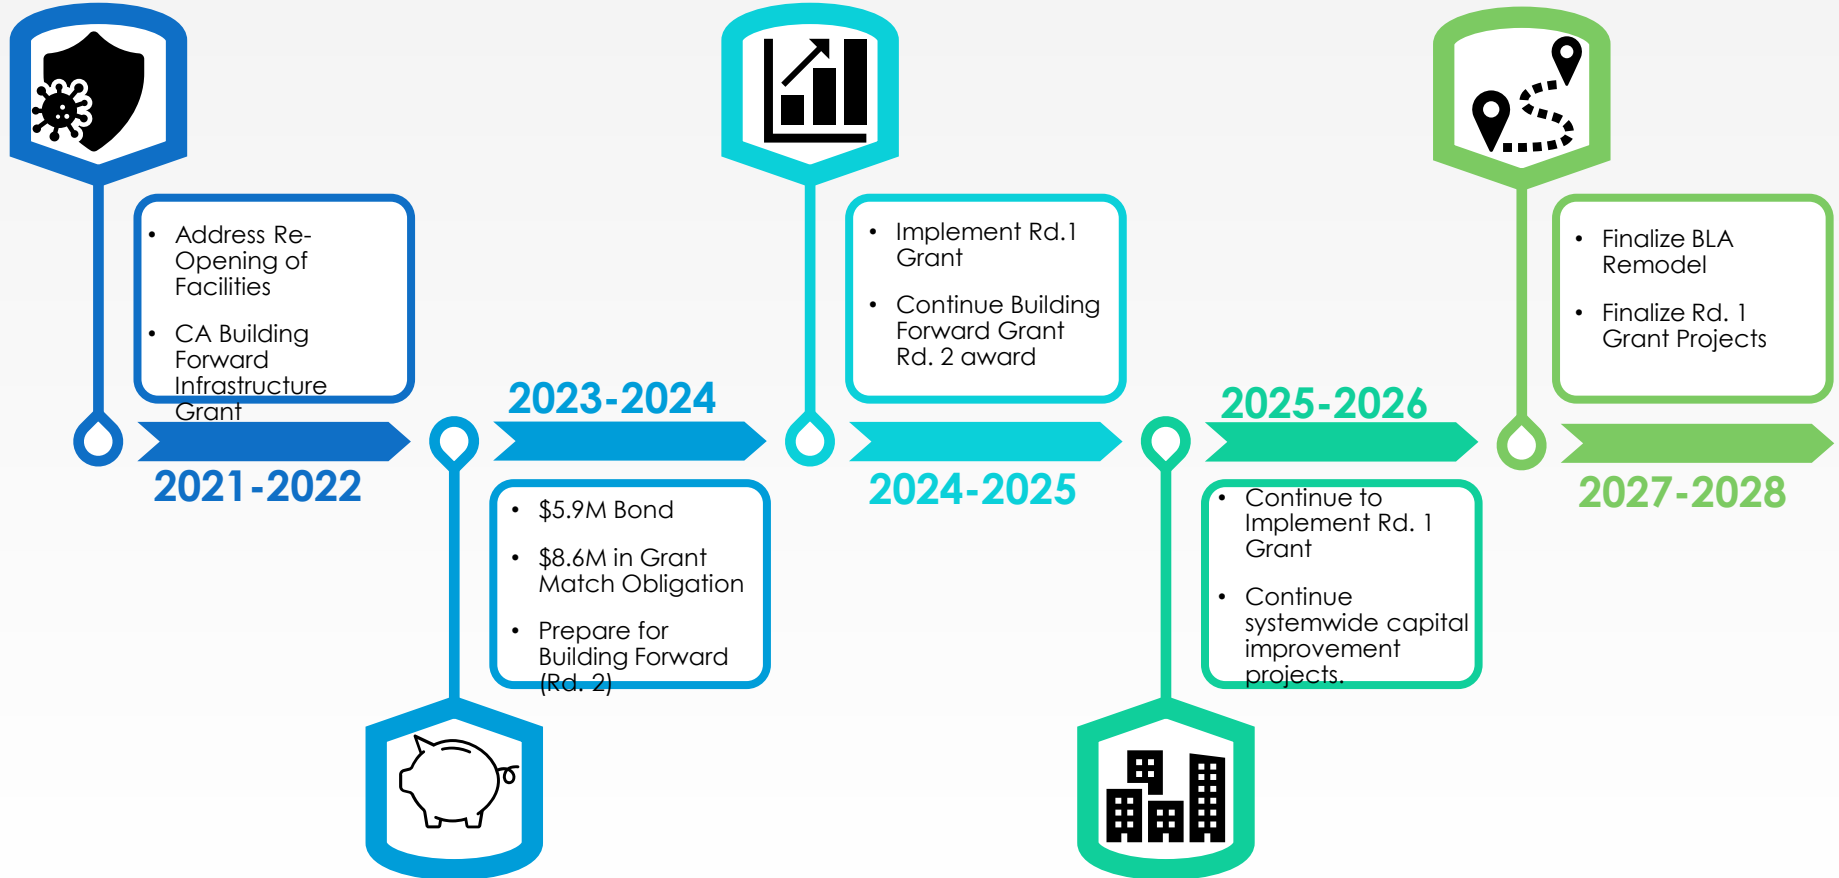 • Address Re-
Opening of
Facilities
• CA Building
Forward
Infrastructure
Grant
2021-2022
2023-2024
• $5.9M Bond
• $8.6M in Grant
Match Obligation
• Prepare for
Building Forward
(Rd. 2)
• Implement Rd.1
Grant
• Continue Building
Forward Grant
Rd. 2 award
2024-2025
2025-2026
• Continue to
Implement Rd. 1
Grant
• Continue
systemwide capital
improvement
projects.
• Finalize BLA
Remodel
• Finalize Rd. 1
Grant Projects
2027-2028